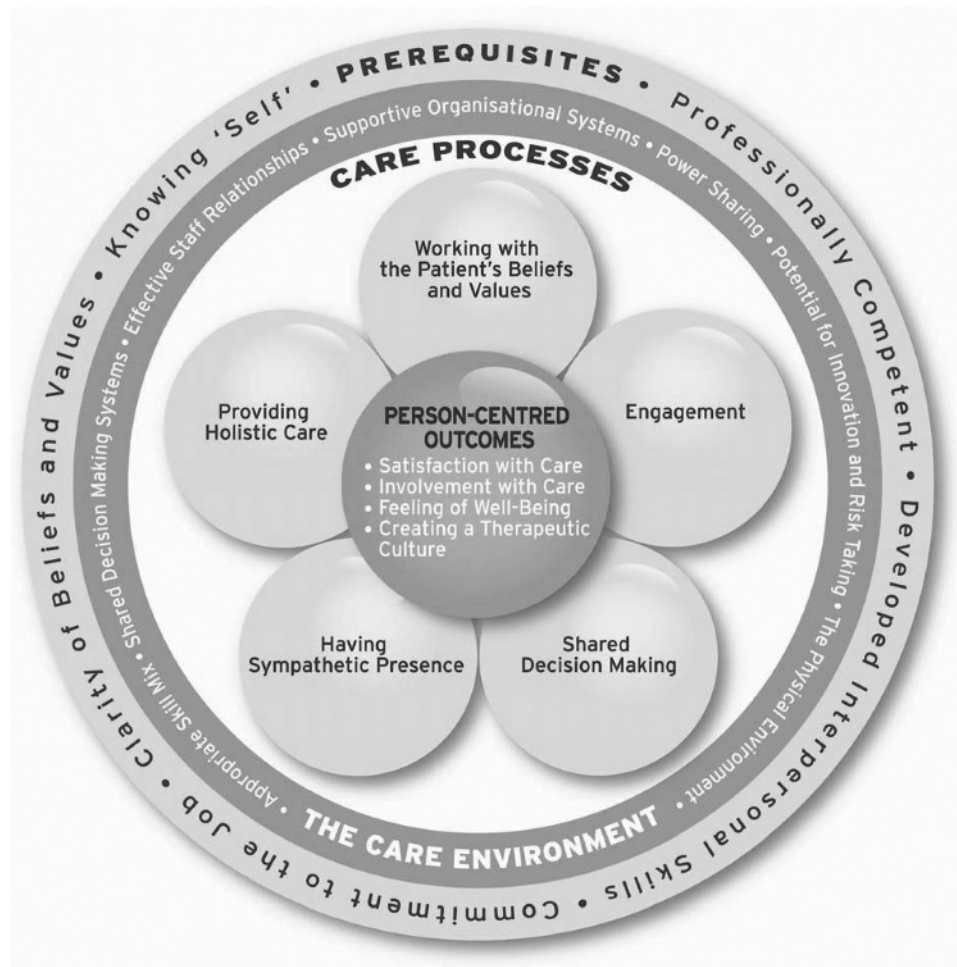 PREREQUISITES • Professionally Competent • Developed Interpersonal Skills • Commitment to the Job • Clarity of Beliefs and Values • Knowing 'Self' •
THE CARE ENVIRONMENT • Appropriate Skill Mix • Shared Decision Making Systems • Effective Staff Relationships • Supportive Organisational Systems • Power Sharing • Potential for Innovation and Risk Taking • The Physical Environment •
CARE PROCESSES
Working with
the Patient's Beliefs
and Values
Providing
Holistic Care
Engagement
PERSON-CENTRED
OUTCOMES
• Satisfaction with Care
• Involvement with Care
• Feeling of Well-Being
• Creating a Therapeutic
Culture
Having
Sympathetic Presence
Shared
Decision Making